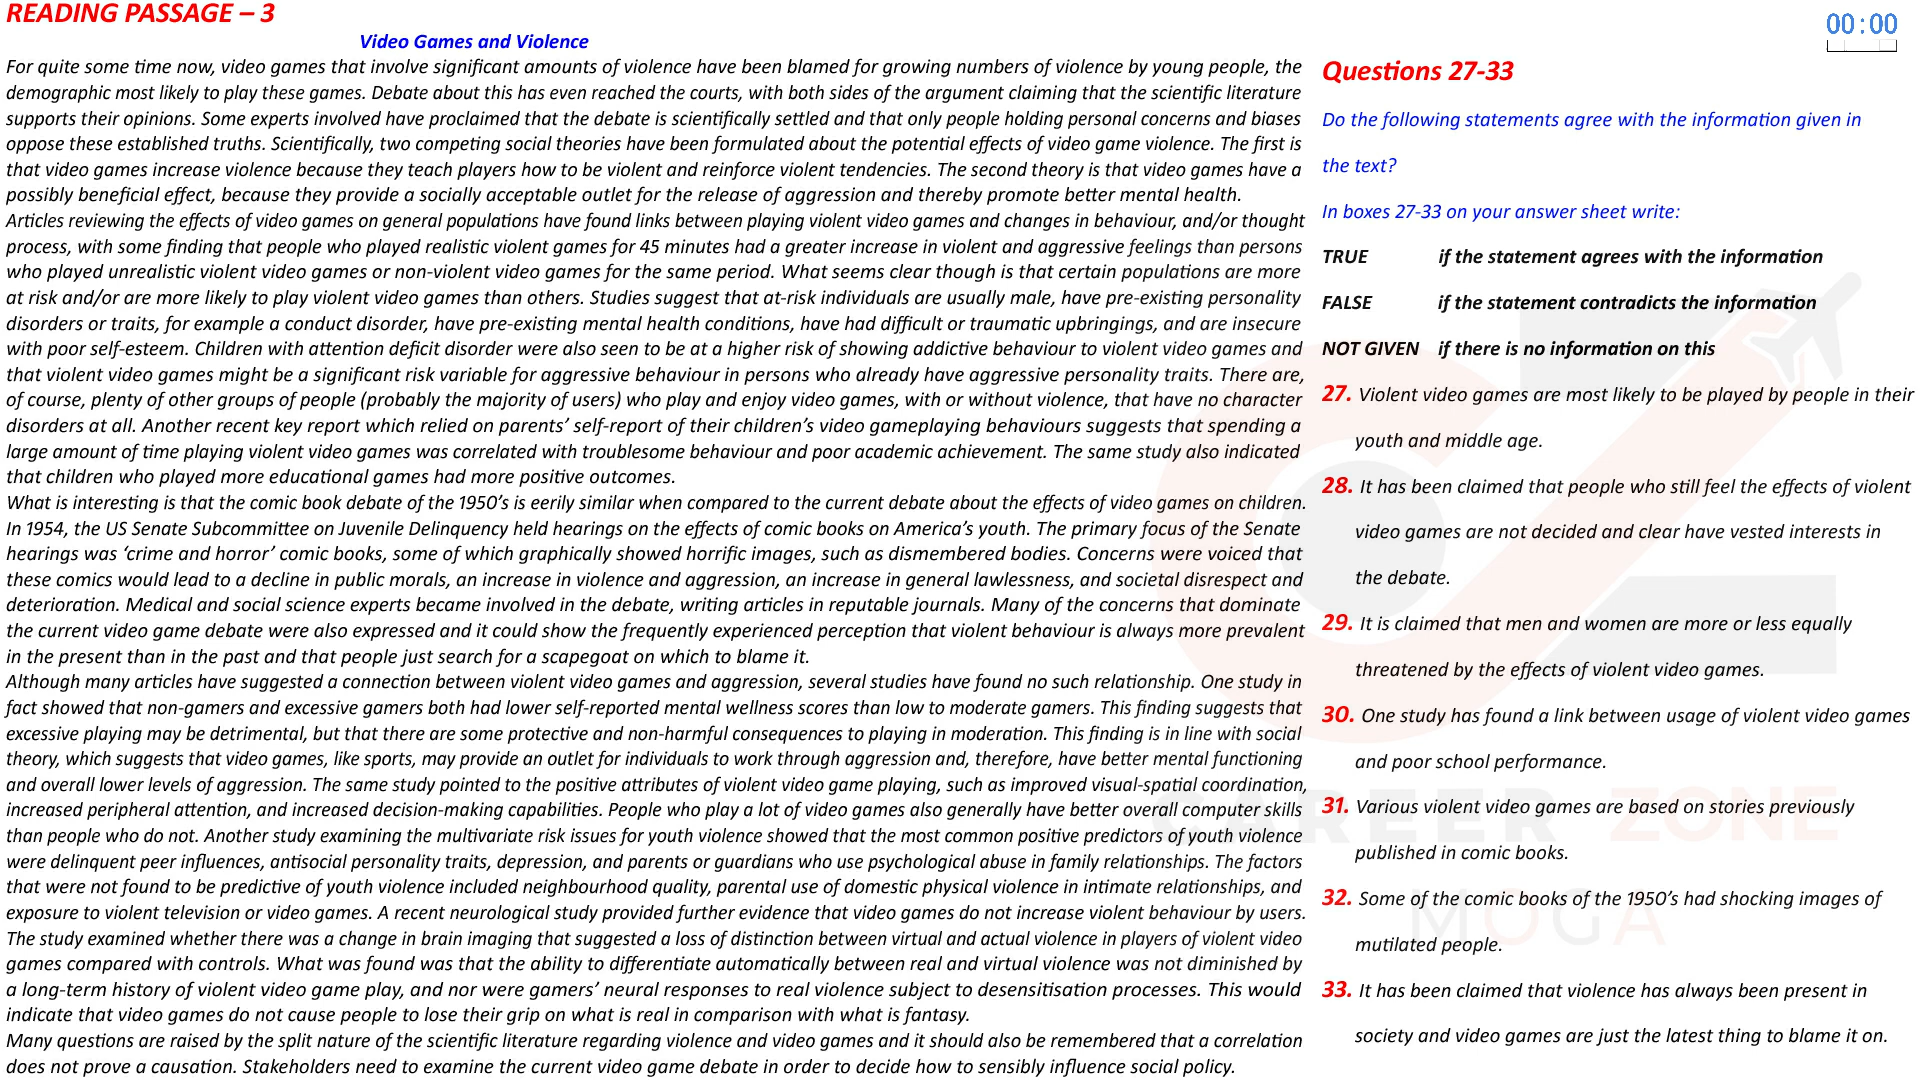 READING PASSAGE – 3
Video Games and Violence
For quite some time now, video games that involve significant amounts of violence have been blamed for growing numbers of violence by young people, the
demographic most likely to play these games. Debate about this has even reached the courts, with both sides of the argument claiming that the scientific literature
supports their opinions. Some experts involved have proclaimed that the debate is scientifically settled and that only people holding personal concerns and biases
oppose these established truths. Scientifically, two competing social theories have been formulated about the potential effects of video game violence. The first is
that video games increase violence because they teach players how to be violent and reinforce violent tendencies. The second theory is that video games have a
possibly beneficial effect, because they provide a socially acceptable outlet for the release of aggression and thereby promote better mental health.
Articles reviewing the effects of video games on general populations have found links between playing violent video games and changes in behaviour, and/or thought
process, with some finding that people who played realistic violent games for 45 minutes had a greater increase in violent and aggressive feelings than persons
who played unrealistic violent video games or non-violent video games for the same period. What seems clear though is that certain populations are more
at risk and/or are more likely to play violent video games than others. Studies suggest that at-risk individuals are usually male, have pre-existing personality
disorders or traits, for example a conduct disorder, have pre-existing mental health conditions, have had difficult or traumatic upbringings, and are insecure
with poor self-esteem. Children with attention deficit disorder were also seen to be at a higher risk of showing addictive behaviour to violent video games and
that violent video games might be a significant risk variable for aggressive behaviour in persons who already have aggressive personality traits. There are,
of course, plenty of other groups of people (probably the majority of users) who play and enjoy video games, with or without violence, that have no character
disorders at all. Another recent key report which relied on parents’ self-report of their children’s video gameplaying behaviours suggests that spending a
large amount of time playing violent video games was correlated with troublesome behaviour and poor academic achievement. The same study also indicated
that children who played more educational games had more positive outcomes.
What is interesting is that the comic book debate of the 1950’s is eerily similar when compared to the current debate about the effects of video games on children.
In 1954, the US Senate Subcommittee on Juvenile Delinquency held hearings on the effects of comic books on America’s youth. The primary focus of the Senate
hearings was ‘crime and horror’ comic books, some of which graphically showed horrific images, such as dismembered bodies. Concerns were voiced that
these comics would lead to a decline in public morals, an increase in violence and aggression, an increase in general lawlessness, and societal disrespect and
deterioration. Medical and social science experts became involved in the debate, writing articles in reputable journals. Many of the concerns that dominate
the current video game debate were also expressed and it could show the frequently experienced perception that violent behaviour is always more prevalent
in the present than in the past and that people just search for a scapegoat on which to blame it.
Although many articles have suggested a connection between violent video games and aggression, several studies have found no such relationship. One study in
fact showed that non-gamers and excessive gamers both had lower self-reported mental wellness scores than low to moderate gamers. This finding suggests that
excessive playing may be detrimental, but that there are some protective and non-harmful consequences to playing in moderation. This finding is in line with social
theory, which suggests that video games, like sports, may provide an outlet for individuals to work through aggression and, therefore, have better mental functioning
and overall lower levels of aggression. The same study pointed to the positive attributes of violent video game playing, such as improved visual-spatial coordination,
increased peripheral attention, and increased decision-making capabilities. People who play a lot of video games also generally have better overall computer skills
than people who do not. Another study examining the multivariate risk issues for youth violence showed that the most common positive predictors of youth violence
were delinquent peer influences, antisocial personality traits, depression, and parents or guardians who use psychological abuse in family relationships. The factors
that were not found to be predictive of youth violence included neighbourhood quality, parental use of domestic physical violence in intimate relationships, and
exposure to violent television or video games. A recent neurological study provided further evidence that video games do not increase violent behaviour by users.
The study examined whether there was a change in brain imaging that suggested a loss of distinction between virtual and actual violence in players of violent video
games compared with controls. What was found was that the ability to differentiate automatically between real and virtual violence was not diminished by
a long-term history of violent video game play, and nor were gamers’ neural responses to real violence subject to desensitisation processes. This would
indicate that video games do not cause people to lose their grip on what is real in comparison with what is fantasy.
Many questions are raised by the split nature of the scientific literature regarding violence and video games and it should also be remembered that a correlation
does not prove a causation. Stakeholders need to examine the current video game debate in order to decide how to sensibly influence social policy.
00:00
Questions 27-33
Do the following statements agree with the information given in
the text?
In boxes 27-33 on your answer sheet write:
TRUE if the statement agrees with the information
FALSE if the statement contradicts the information
NOT GIVEN if there is no information on this
27. Violent video games are most likely to be played by people in their
youth and middle age.
28. It has been claimed that people who still feel the effects of violent
video games are not decided and clear have vested interests in
the debate.
29. It is claimed that men and women are more or less equally
threatened by the effects of violent video games.
30. One study has found a link between usage of violent video games
and poor school performance.
31. Various violent video games are based on stories previously
published in comic books.
32. Some of the comic books of the 1950’s had shocking images of
mutilated people.
33. It has been claimed that violence has always been present in
society and video games are just the latest thing to blame it on.
CAREER ZONE
MOGA